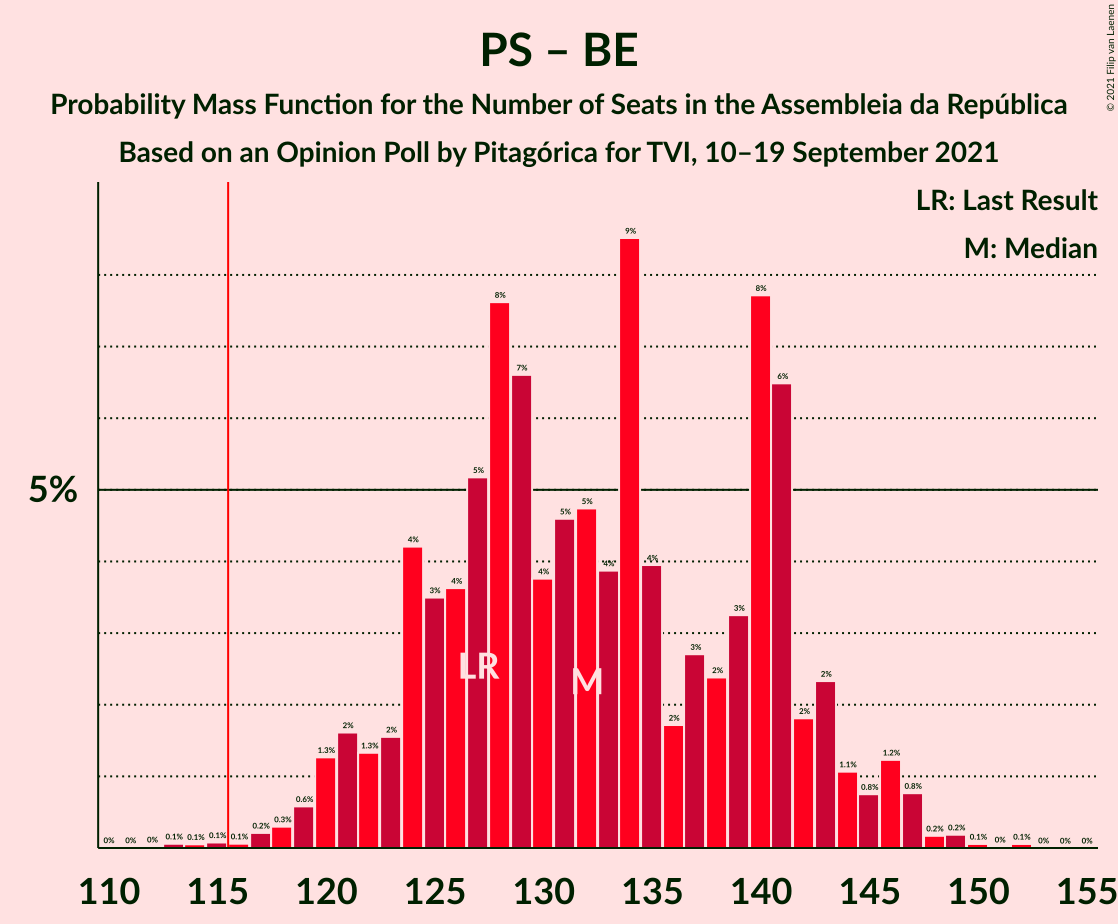 PS – BE
Probability Mass Function for the Number of Seats in the Assembleia da República
Based on an Opinion Poll by Pitagórica for TVI, 10–19 September 2021
© 2021 Filip van Laenen
LR: Last Result
M: Median
5%
0% 0% 0% 0.1% 0.1% 0.1% 0.1% 0.2% 0.3% 0.6% 1.3% 2% 1.3% 2% 4% 3% 4% 5% 8% 7% 4% 5% 5% 4% 9% 4% 2% 3% 2% 3% 8% 6% 2% 2% 1.1% 0.8% 1.2% 0.8% 0.2% 0.2% 0.1% 0% 0.1% 0% 0% 0%
LR M
110 115 120 125 130 135 140 145 150 155